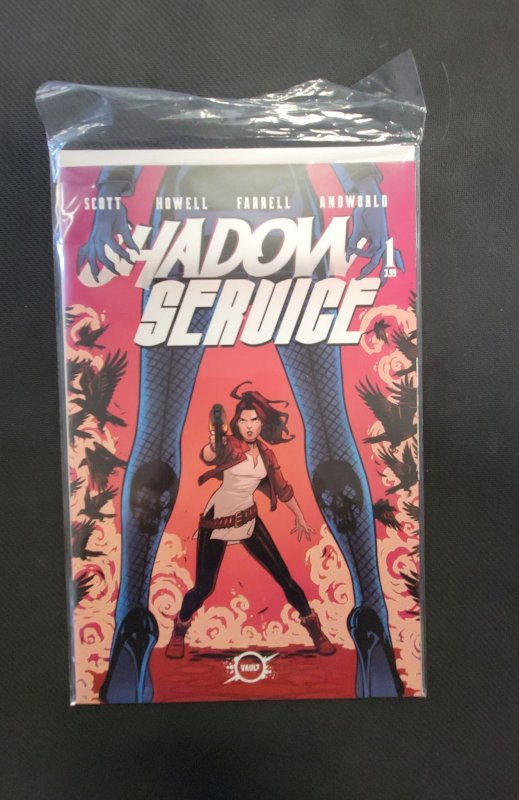 SCOTT HOWELL FARRELL ANDWORLD
SHADOW
SERVICE
1
3.99
VAULT